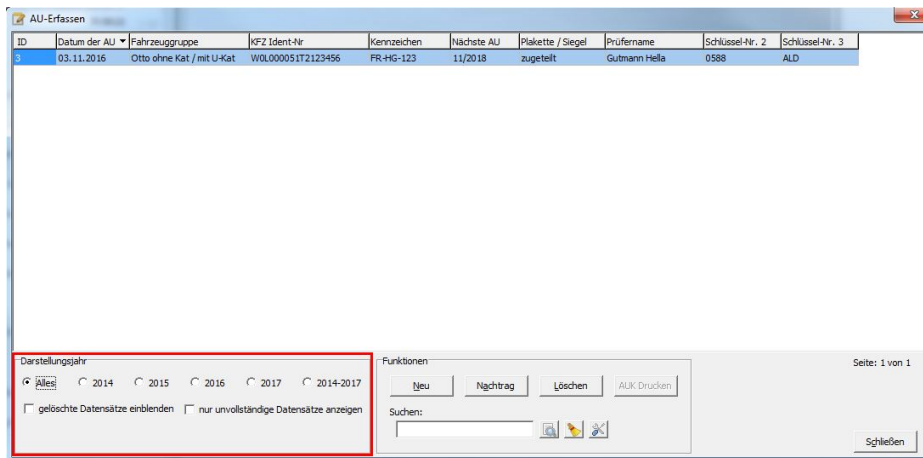 AU-Erfassen
ID Datum der AU Fahrzeuggruppe KFZ Ident-Nr Kennzeichen Nächste AU Plakette / Siegel Prüfername Schlüssel-Nr. 2 Schlüssel-Nr. 3
3 03.11.2016 Otto ohne Kat / mit U-Kat W0L000051T2123456 FR-HG-123 11/2018 zugeteilt Gutmann Hella 0588 ALD
Darstellungsjahr
Alles 2014 2015 2016 2017 2014-2017
gelöschte Datensätze einblenden nur unvollständige Datensätze anzeigen
Funktionen
Neu Nachtrag Löschen AUK Drucken
Suchen:
Seite: 1 von 1
Schließen